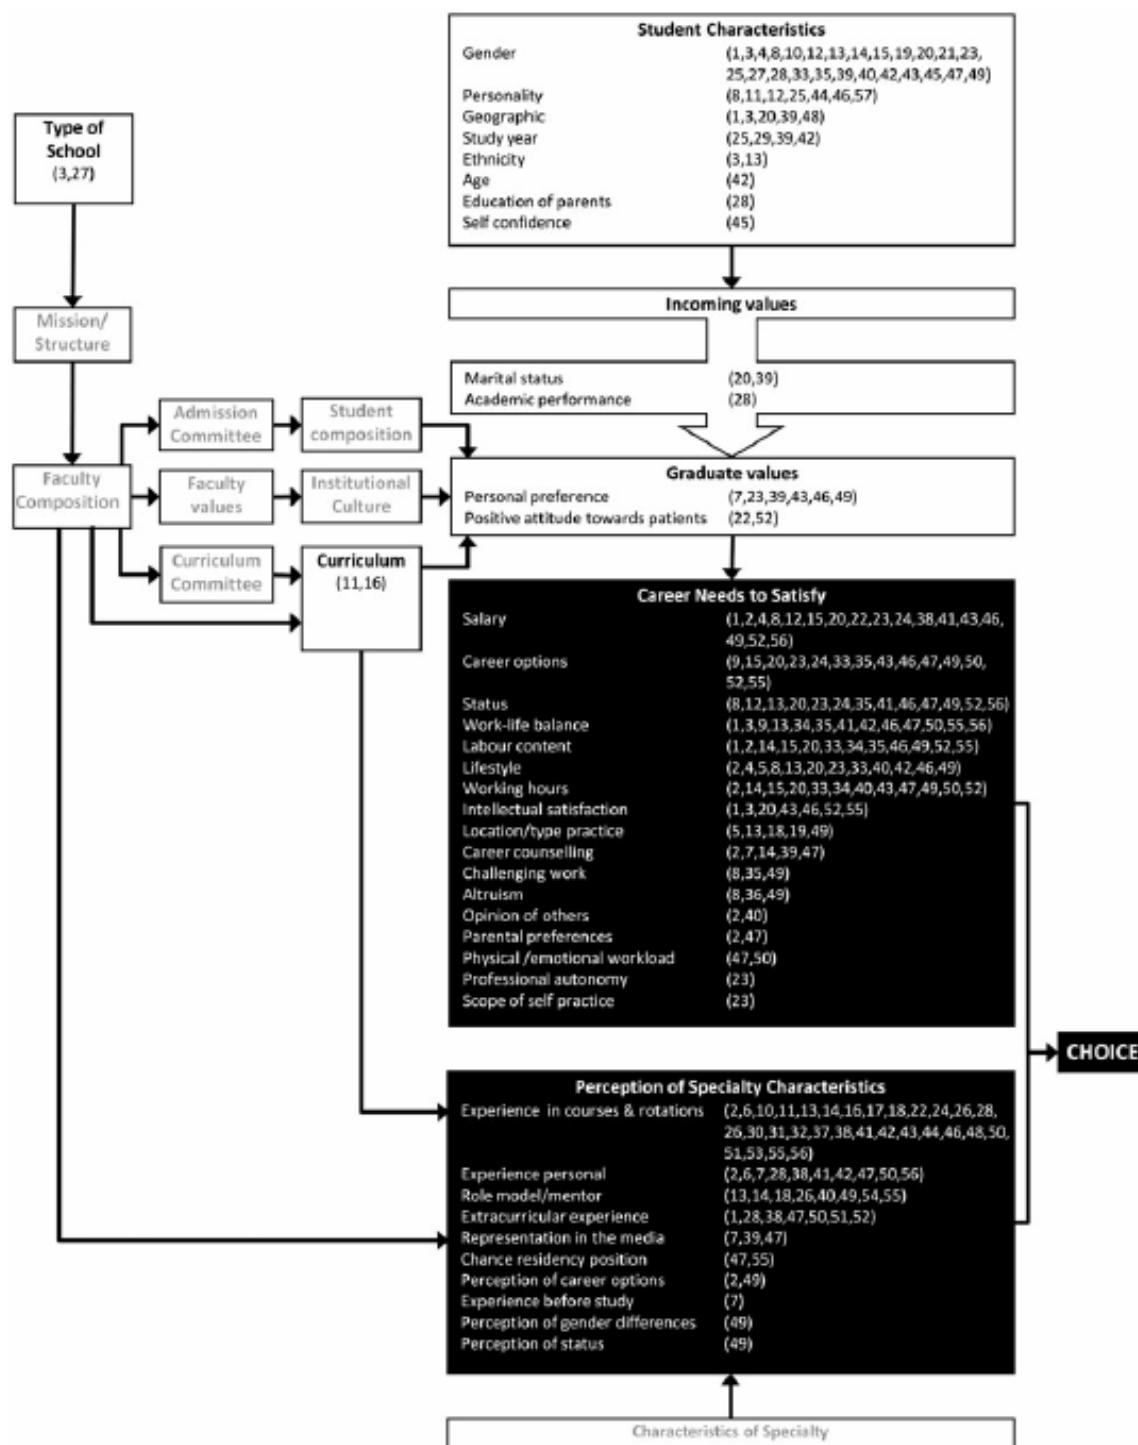 Student Characteristics
Gender (1,3,4,8,10,12,13,14,15,19,20,21,23,
25,27,28,33,35,39,40,42,43,45,47,49)
Personality (8,11,12,25,44,46,57)
Geographic (1,3,20,39,48)
Study year (25,29,39,42)
Ethnicity (3,13)
Age (42)
Education of parents (28)
Self confidence (45)
Type of
School
(3,27)
Mission/
Structure
Incoming values
Marital status (20,39)
Academic performance (28)
Admission
Committee
Student
composition
Faculty
Composition
Faculty
values
Institutional
Culture
Curriculum
Committee
Curriculum
(11,16)
Graduate values
Personal preference (7,23,39,43,46,49)
Positive attitude towards patients (22,52)
Career Needs to Satisfy
Salary (1,2,4,8,12,15,20,22,23,24,38,41,43,46,
49,52,56)
Career options (9,15,20,23,24,33,35,43,46,47,49,50,
52,55)
Status (8,12,13,20,23,24,35,41,46,47,49,52,56)
Work-life balance (1,3,9,13,34,35,41,42,46,47,50,55,56)
Labour content (1,2,14,15,20,33,34,35,46,49,52,55)
Lifestyle (2,4,5,8,13,20,23,33,40,42,46,49)
Working hours (2,14,15,20,33,34,40,43,47,49,50,52)
Intellectual satisfaction (1,3,20,43,46,52,55)
Location/type practice (5,13,18,19,49)
Career counselling (2,7,14,39,47)
Challenging work (8,35,49)
Altruism (8,36,49)
Opinion of others (2,40)
Parental preferences (2,47)
Physical /emotional workload (47,50)
Professional autonomy (23)
Scope of self practice (23)
CHOICE
Perception of Specialty Characteristics
Experience in courses & rotations (2,6,10,11,13,14,16,17,18,22,24,26,28,
26,30,31,32,37,38,41,42,43,44,46,48,50,
51,53,55,56)
Experience personal (2,6,7,28,38,41,42,47,50,56)
Role model/mentor (13,14,18,26,40,49,54,55)
Extracurricular experience (1,28,38,47,50,51,52)
Representation in the media (7,39,47)
Chance residency position (47,55)
Perception of career options (2,49)
Experience before study (7)
Perception of gender differences (49)
Perception of status (49)
Characteristics of Specialty